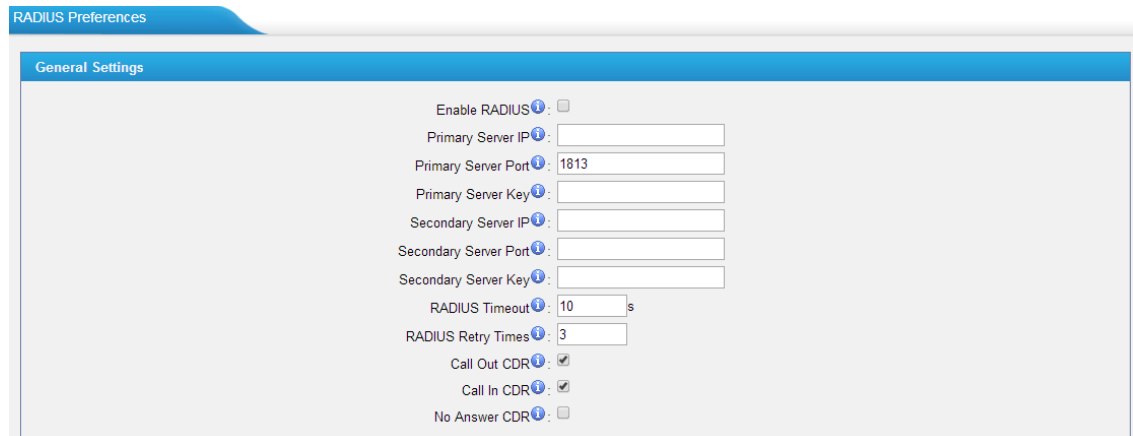 RADIUS Preferences
General Settings
Enable RADIUS :
Primary Server IP :
Primary Server Port : 1813
Primary Server Key :
Secondary Server IP :
Secondary Server Port :
Secondary Server Key :
RADIUS Timeout : 10 s
RADIUS Retry Times : 3
Call Out CDR :
Call In CDR :
No Answer CDR :